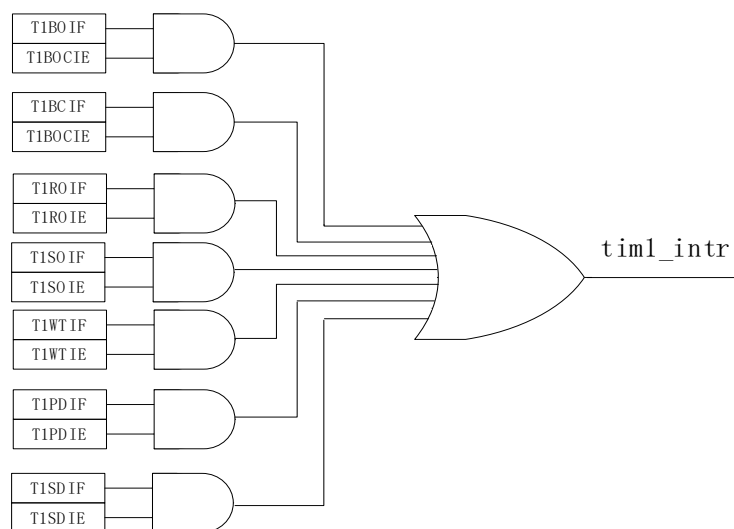 T1BOIF
T1BOCIE
T1BCIF
T1BOCIE
T1ROIF
T1ROIE
T1SOIF
T1SOIE
tim1_intr
T1WTIF
T1WTIE
T1PDIF
T1PDIE
T1SDIF
T1SDIE